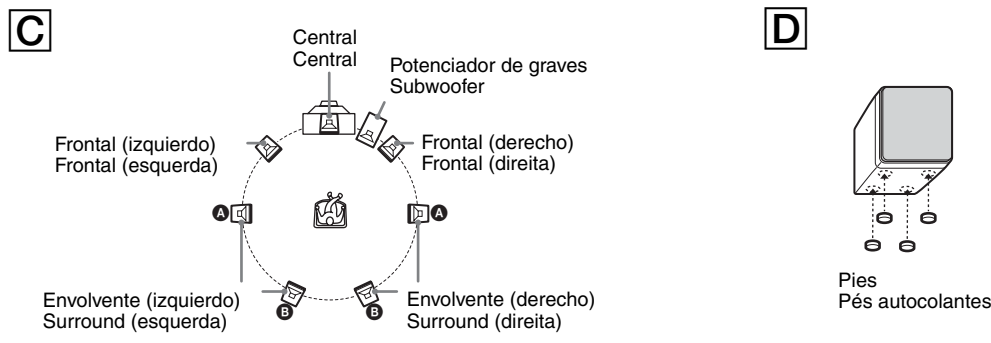 C
Central
Central
Potenciador de graves
Subwoofer
Frontal (izquierdo)
Frontal (esquerda)
Frontal (derecho)
Frontal (direita)
A
A
Envolvente (izquierdo)
Surround (esquerda)
B
B
Envolvente (derecho)
Surround (direita)
D
Pies
Pés autocolantes